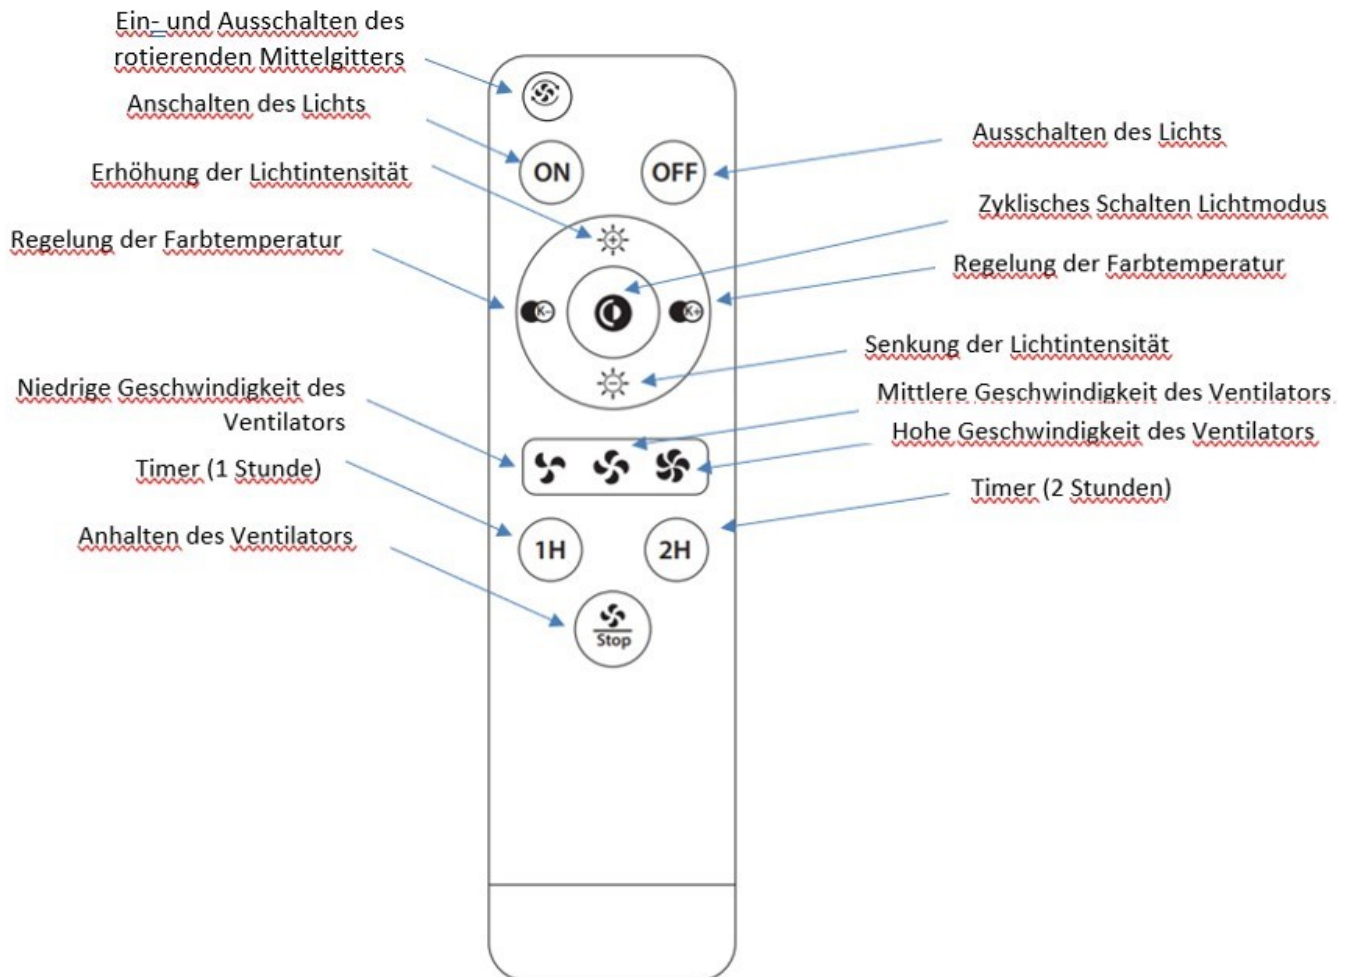 Ein- und Ausschalten des
rotierenden Mittelgitters
Anschalten des Lichts
Erhöhung der Lichtintensität
Regelung der Farbtemperatur
Niedrige Geschwindigkeit des
Ventilators
Timer (1 Stunde)
Anhalten des Ventilators
ON
OFF
K-
K+
1H
2H
Stop
Ausschalten des Lichts
Zyklisches Schalten Lichtmodus
Regelung der Farbtemperatur
Senkung der Lichtintensität
Mittlere Geschwindigkeit des Ventilators
Hohe Geschwindigkeit des Ventilators
Timer (2 Stunden)